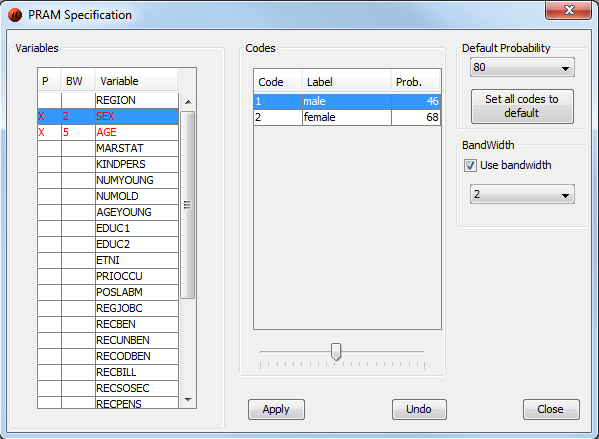 PRAM Specification
Variables
P BW Variable
REGION
X 2 SEX
X 5 AGE
MARSTAT
KINDPERS
NUMYOUNG
NUMOLD
AGEYOUNG
EDUC1
EDUC2
ETNI
PRIOCCU
POSLABM
REGJOBC
RECBEN
RECUNBEN
RECODBEN
RECBILL
RECSOSEC
RECPENS
Codes
Code Label Prob.
1 male 46
2 female 68
Apply
Undo
Default Probability
80
Set all codes to
default
BandWidth
Use bandwidth
2
Close